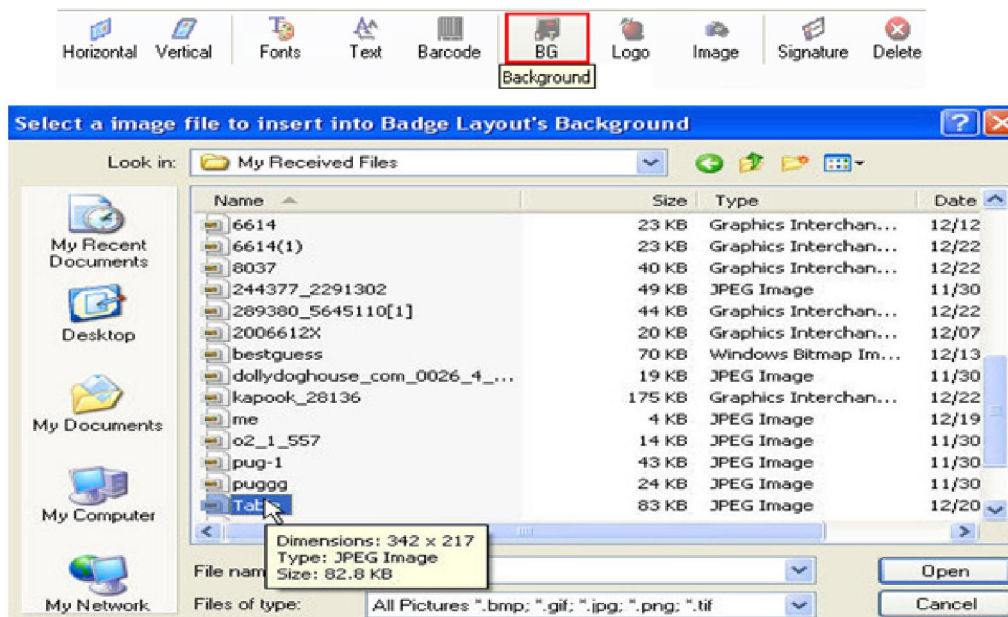 Horizontal Vertical Fonts Text Barcode BG Logo Image Signature Delete
Background
Select a image file to insert into Badge Layout's Background
Look in: My Received Files
Name Size Type Date
6614 23 KB Graphics Interchan... 12/12
6614(1) 23 KB Graphics Interchan... 12/22
8037 40 KB Graphics Interchan... 12/22
244377_2291302 49 KB JPEG Image 11/30
289380_5645110[1] 44 KB Graphics Interchan... 12/22
2006612X 20 KB Graphics Interchan... 12/07
bestguess 70 KB Windows Bitmap Im... 12/13
dollydoghouse_com_0026_4_... 19 KB JPEG Image 11/30
kapook_28136 175 KB Graphics Interchan... 12/22
me 4 KB JPEG Image 12/19
o2_1_557 14 KB JPEG Image 11/30
pug-1 43 KB JPEG Image 11/30
puggg 24 KB JPEG Image 11/30
83 KB JPEG Image 12/20
My Recent
Documents
Desktop
My Documents
My Computer
My Network
Dimensions: 342 x 217
Type: JPEG Image
Size: 82.8 KB
File nam Open
Files of type: All Pictures *.bmp; *.gif; *.jpg; *.png; *.tif Cancel